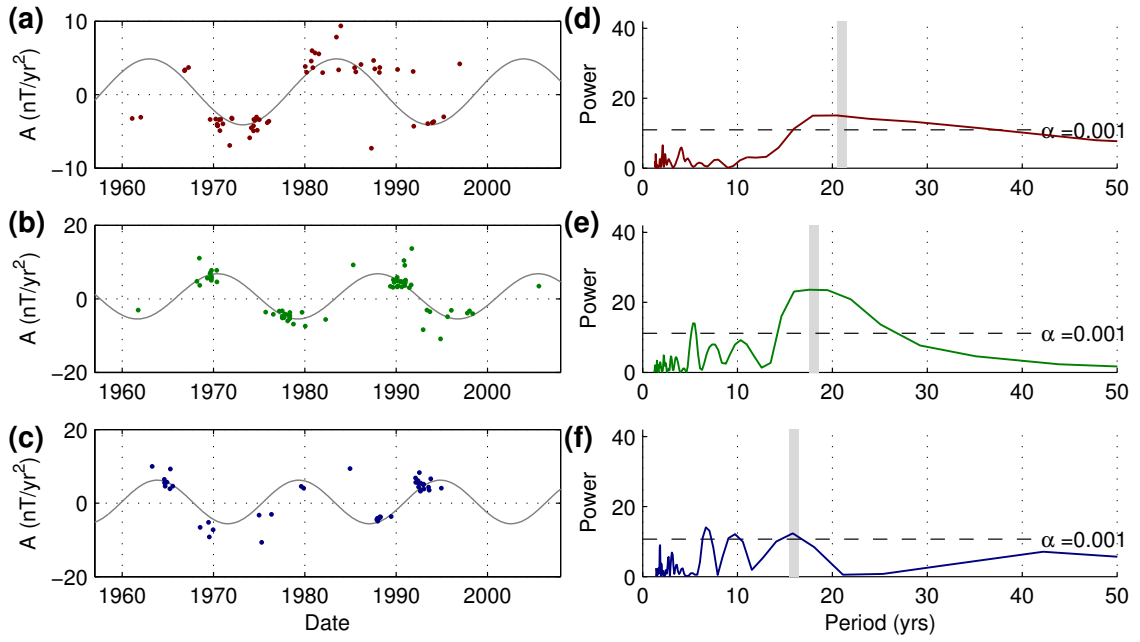 (a)
A (nT/yr²)
10
0
−10
1960 1970 1980 1990 2000
(d)
Power
40
20
0
α =0.001
0 10 20 30 40 50
(b)
A (nT/yr²)
20
0
−20
1960 1970 1980 1990 2000
(e)
Power
40
20
0
α =0.001
0 10 20 30 40 50
(c)
A (nT/yr²)
20
0
−20
1960 1970 1980 1990 2000
Date
(f)
Power
40
20
0
α =0.001
0 10 20 30 40 50
Period (yrs)